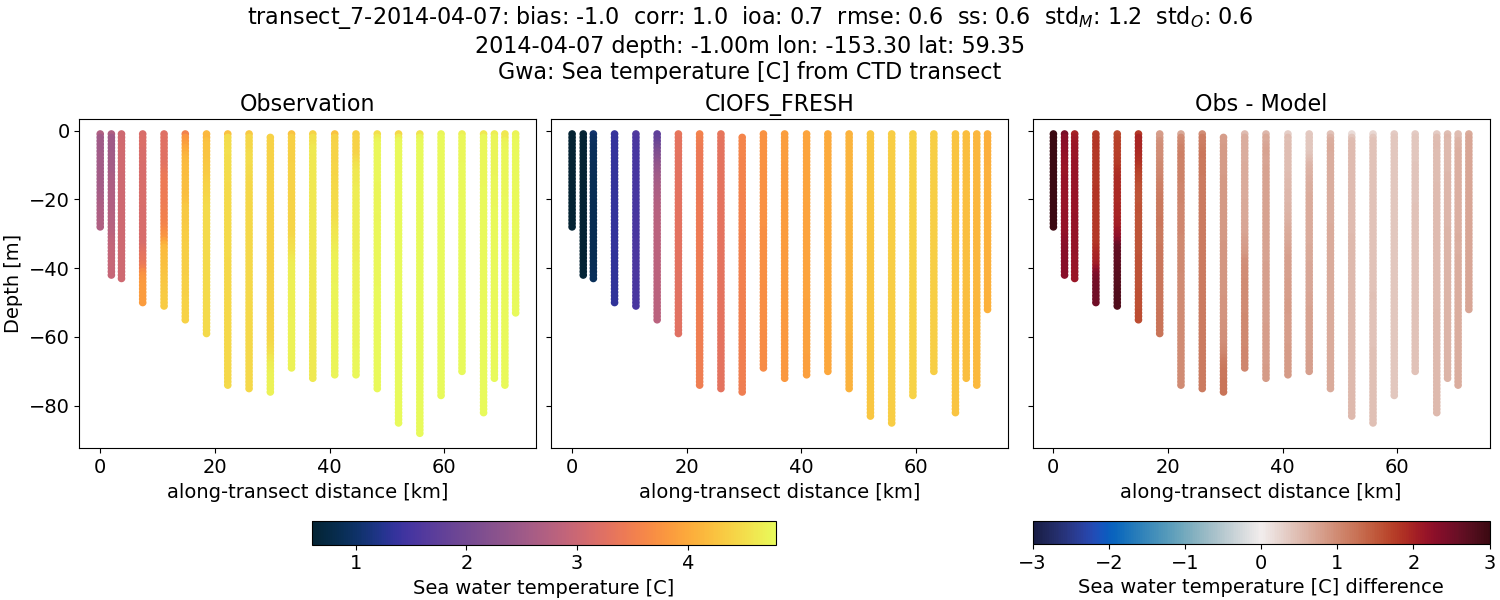 transect_7-2014-04-07: bias: -1.0  corr: 1.0  ioa: 0.7  rmse: 0.6  ss: 0.6  std_M: 1.2  std_O: 0.6
2014-04-07 depth: -1.00m lon: -153.30 lat: 59.35
Gwa: Sea temperature [C] from CTD transect
Observation
CIOFS_FRESH
Obs - Model
Depth [m]
0
−20
−40
−60
−80
0 20 40 60
0 20 40 60
0 20 40 60
along-transect distance [km]
along-transect distance [km]
along-transect distance [km]
1 2 3 4
Sea water temperature [C]
−3 −2 −1 0 1 2 3
Sea water temperature [C] difference